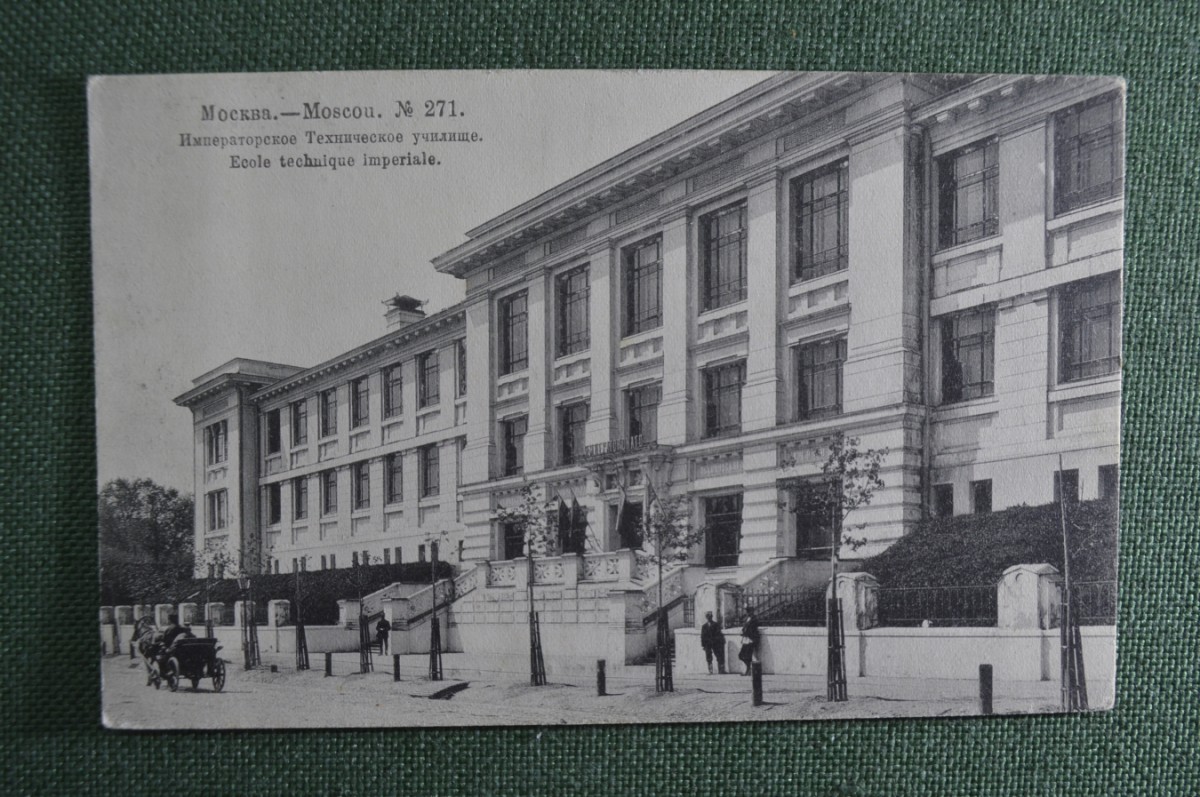 Москва.—Moscou. № 271.
Императорское Техническое училище.
Ecole technique imperiale.